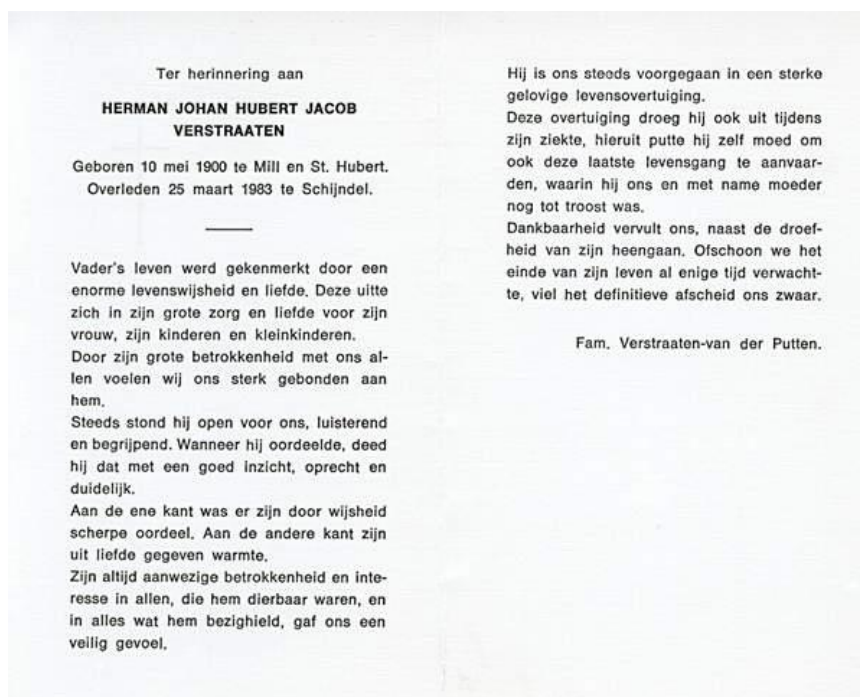 Ter herinnering aan
HERMAN JOHAN HUBERT JACOB
VERSTRAATEN
Geboren 10 mei 1900 te Mill en St. Hubert.
Overleden 25 maart 1983 te Schijndel.
Vader's leven werd gekenmerkt door een
enorme levenswijsheid en liefde. Deze uitte
zich in zijn grote zorg en liefde voor zijn
vrouw, zijn kinderen en kleinkinderen.
Door zijn grote betrokkenheid met ons al-
len voelen wij ons sterk gebonden aan
hem.
Steeds stond hij open voor ons, luisterend
en begrijpend. Wanneer hij oordeelde, deed
hij dat met een goed inzicht, oprecht en
duidelijk.
Aan de ene kant was er zijn door wijsheid
scherpe oordeel. Aan de andere kant zijn
uit liefde gegeven warmte.
Zijn altijd aanwezige betrokkenheid en inte-
resse in allen, die hem dierbaar waren, en
in alles wat hem bezighield, gaf ons een
veilig gevoel.
Hij is ons steeds voorgegaan in een sterke
gelovige levensovertuiging.
Deze overtuiging droeg hij ook uit tijdens
zijn ziekte, hieruit putte hij zelf moed om
ook deze laatste levensgang te aanvaar-
den, waarin hij ons en met name moeder
nog tot troost was.
Dankbaarheid vervult ons, naast de droef-
heid van zijn heengaan. Ofschoon we het
einde van zijn leven al enige tijd verwacht-
te, viel het definitieve afscheid ons zwaar.
Fam. Verstraaten-van der Putten.